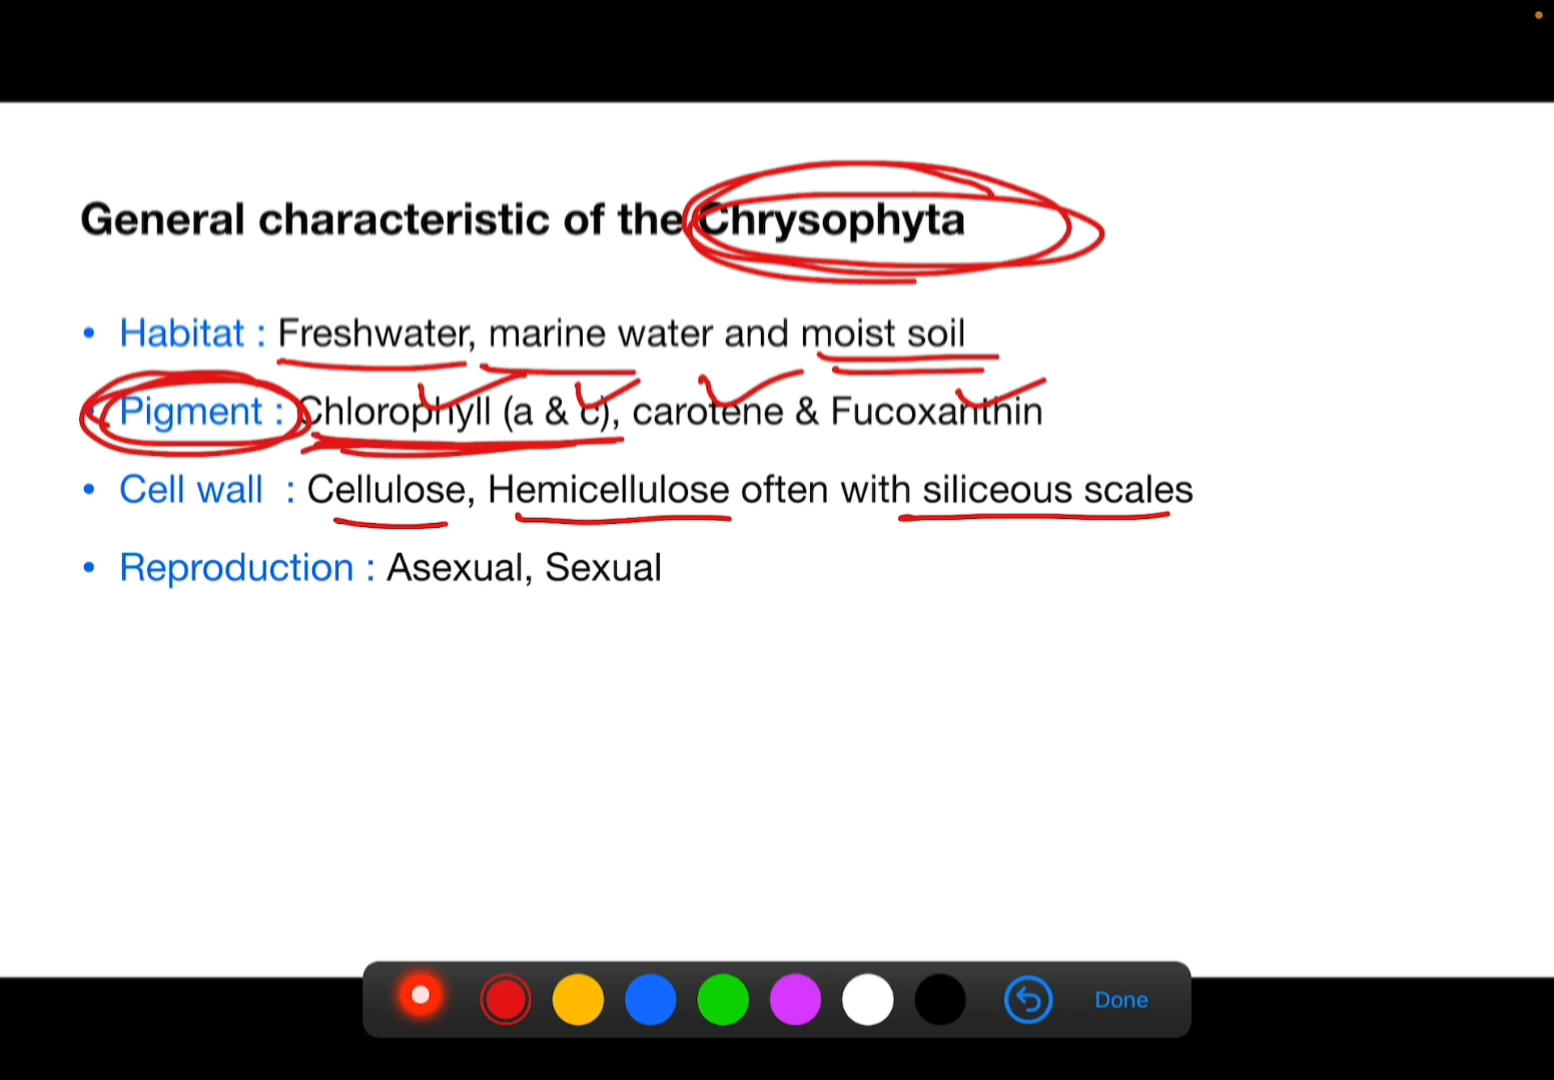 General characteristic of the Chrysophyta
• Habitat : Freshwater, marine water and moist soil
• Pigment : Chlorophyll (a & c), carotene & Fucoxanthin
• Cell wall : Cellulose, Hemicellulose often with siliceous scales
• Reproduction : Asexual, Sexual
Done